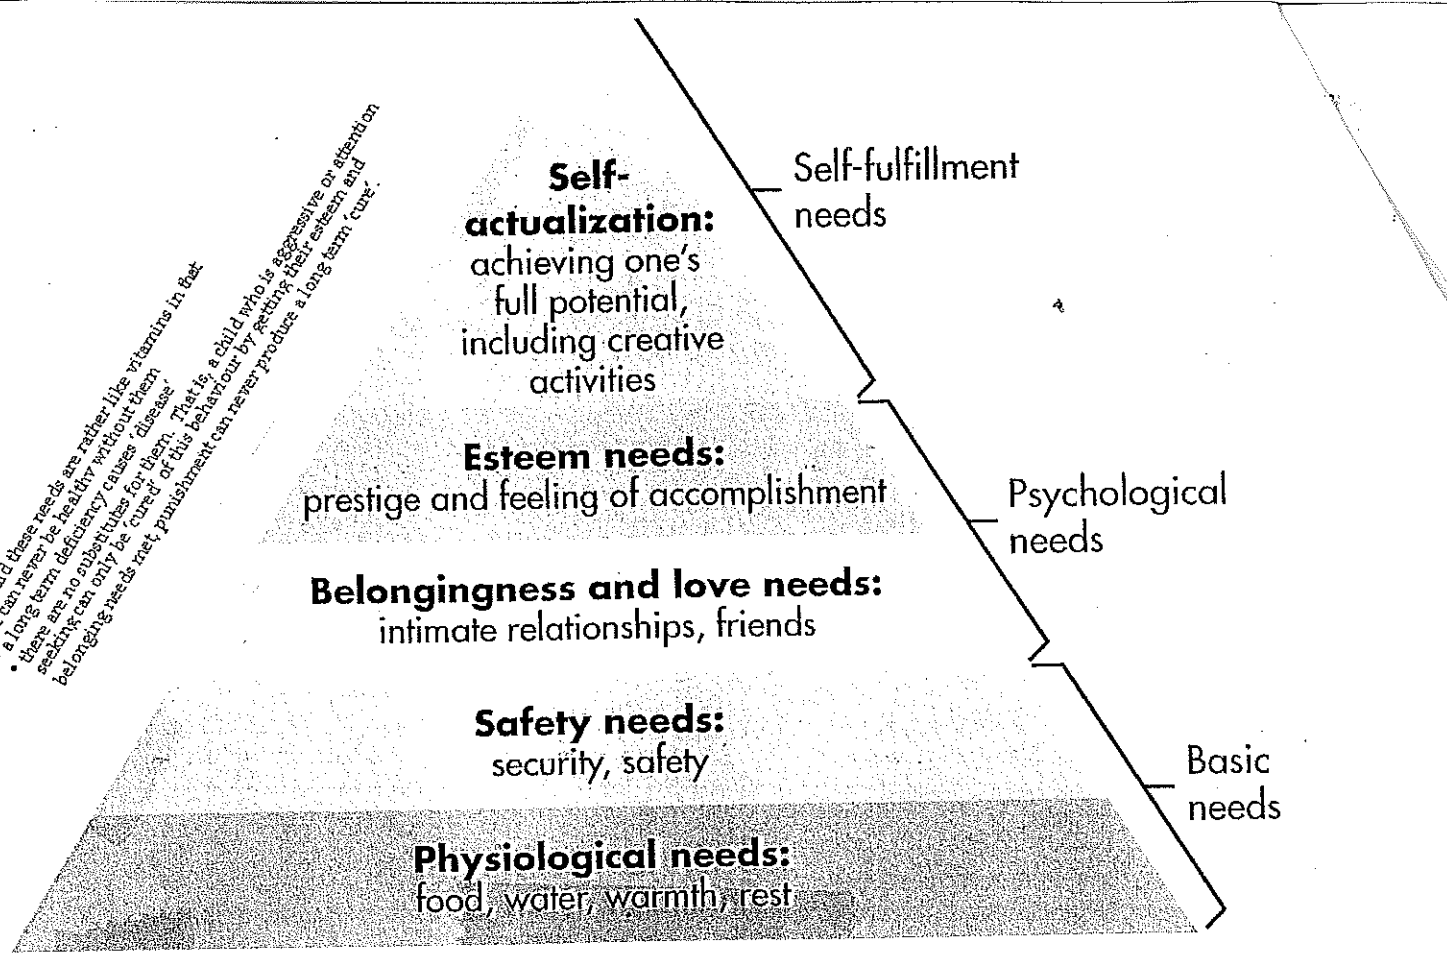 Self-
actualization:
achieving one's
full potential,
including creative
activities
Esteem needs:
prestige and feeling of accomplishment
Belongingness and love needs:
intimate relationships, friends
Safety needs:
security, safety
Physiological needs:
food, water, warmth, rest
Self-fulfillment
needs
Psychological
needs
Basic
needs
these needs are rather like vitamins in that
can never be healthy without them
a long term deficiency causes 'disease'
• there are no substitutes for them. That is, a child who is aggressive or attention
seeking can only be 'cured' of this behaviour by getting their esteem and
belonging needs met, punishment can never produce a long term 'cure'.